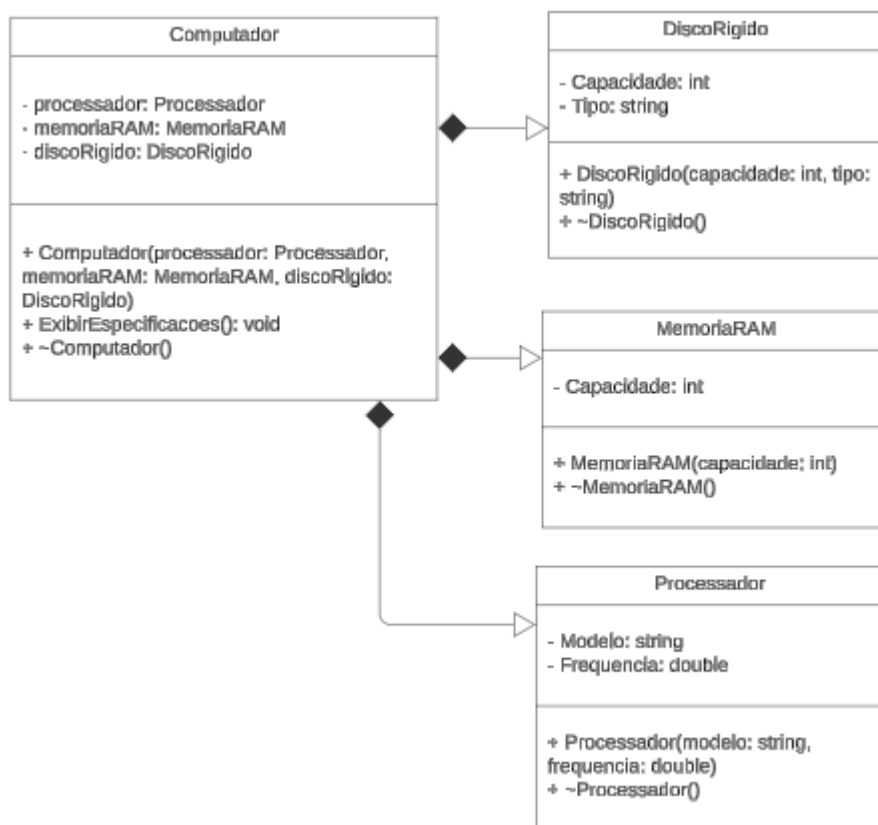 Computador
- processador: Processador
- memoriaRAM: MemoriaRAM
- discoRigido: DiscoRigido
+ Computador(processador: Processador,
memoriaRAM: MemoriaRAM, discoRigido:
DiscoRigido)
+ ExibirEspecificacoes(): void
+ ~Computador()
DiscoRigido
- Capacidade: int
- Tipo: string
+ DiscoRigido(capacidade: int, tipo:
string)
+ ~DiscoRigido()
MemoriaRAM
- Capacidade: int
+ MemoriaRAM(capacidade: int)
+ ~MemoriaRAM()
Processador
- Modelo: string
- Frequencia: double
+ Processador(modelo: string,
frequencia: double)
+ ~Processador()